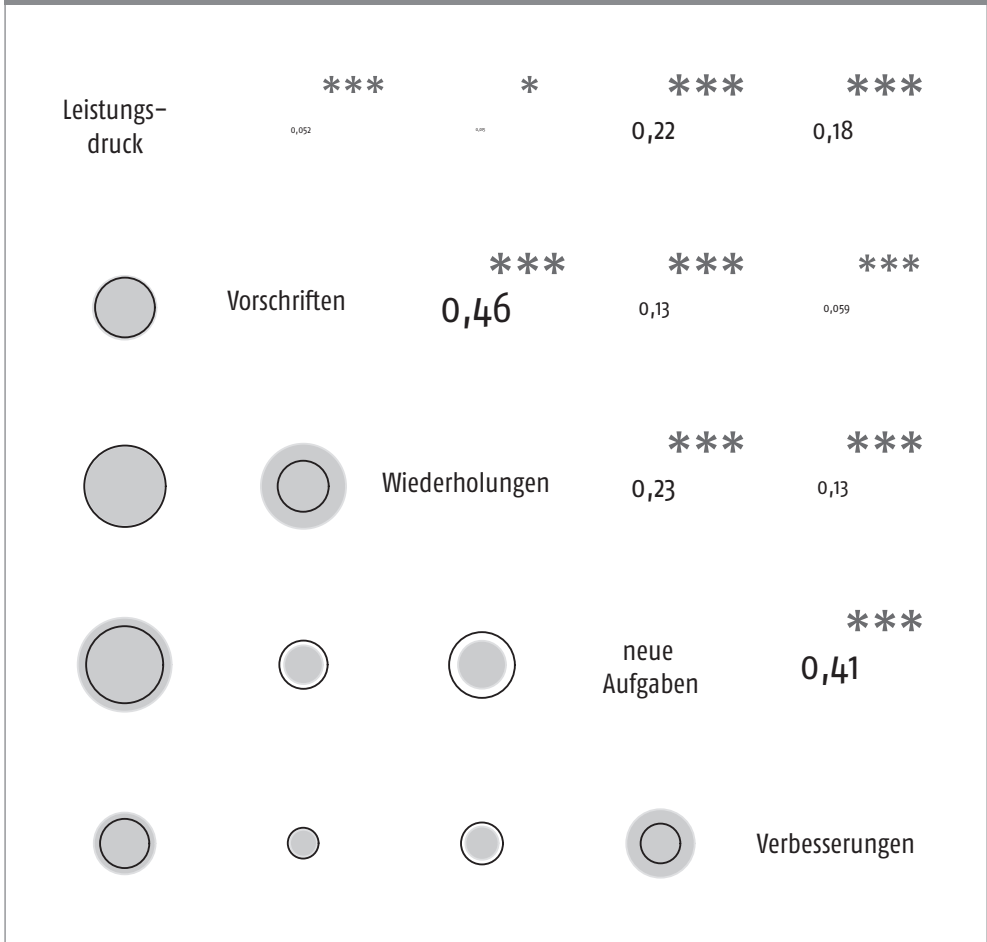 *** * *** ***
Leistungs-
druck
0,052 0,22 0,18
*** *** ***
Vorschriften 0,46 0,13 0,059
*** ***
Wiederholungen 0,23 0,13
***
neue
Aufgaben
0,41
Verbesserungen